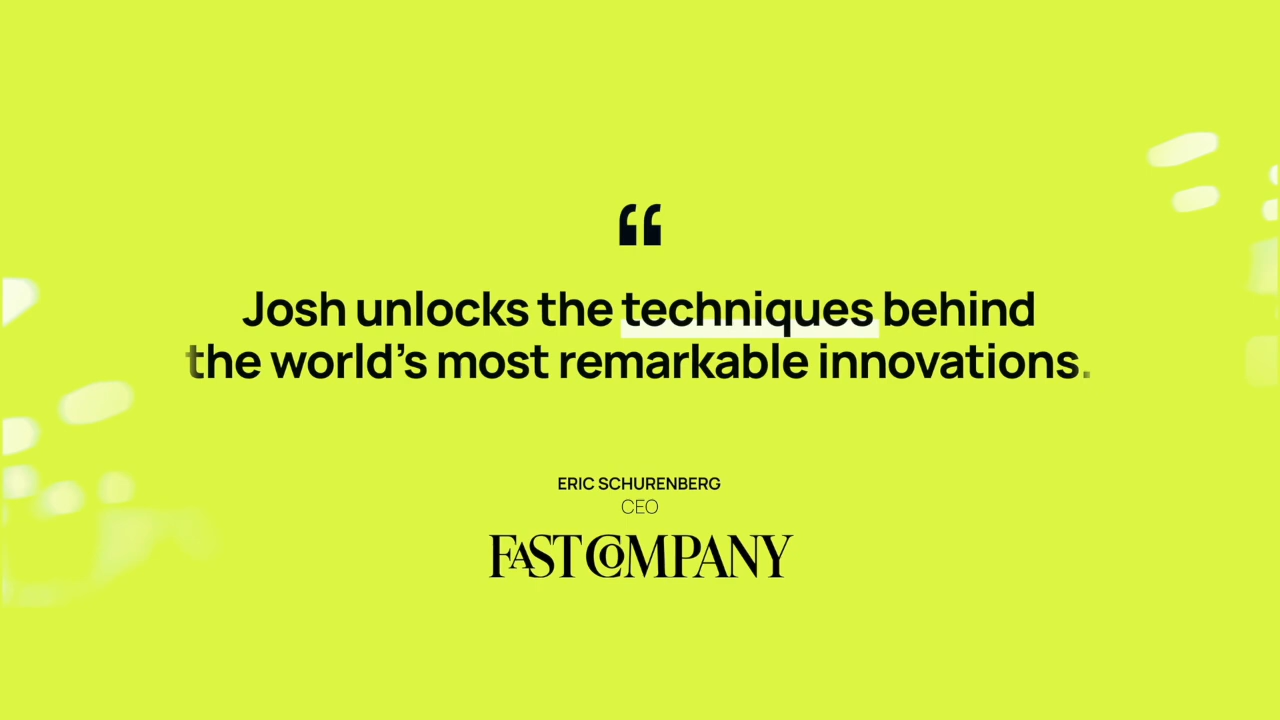 “
Josh unlocks the techniques behind
the world’s most remarkable innovations.
ERIC SCHURENBERG
CEO
FAST COMPANY